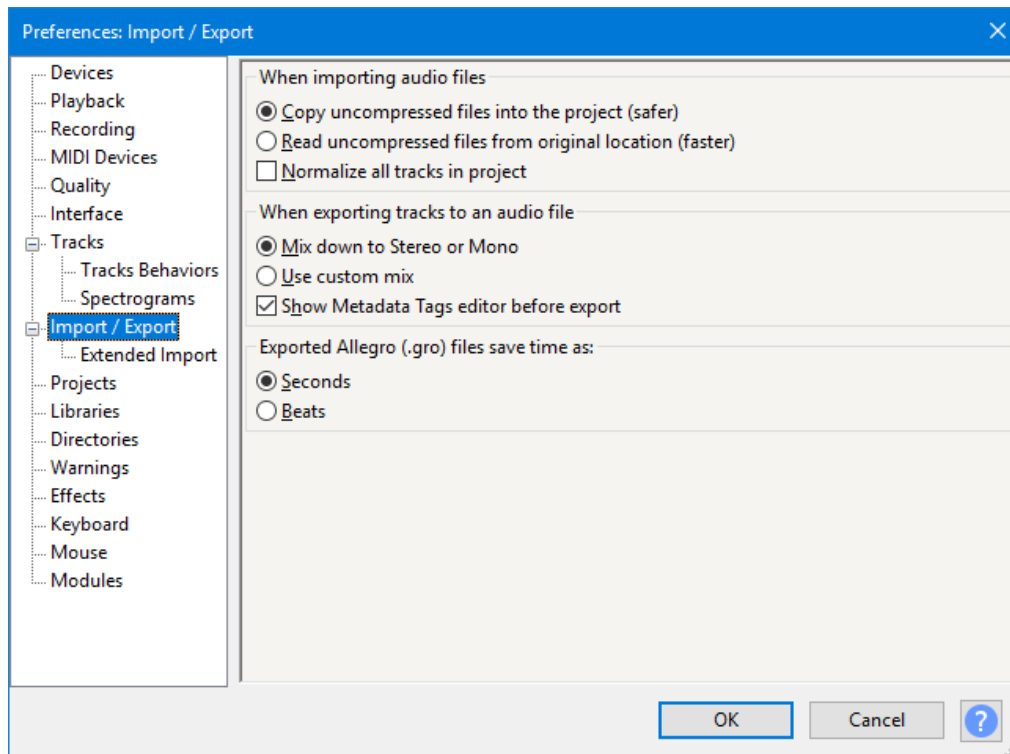 Preferences: Import / Export
Devices
Playback
Recording
MIDI Devices
Quality
Interface
Tracks
Tracks Behaviors
Spectrograms
Import / Export
Extended Import
Projects
Libraries
Directories
Warnings
Effects
Keyboard
Mouse
Modules
When importing audio files
Copy uncompressed files into the project (safer)
Read uncompressed files from original location (faster)
Normalize all tracks in project
When exporting tracks to an audio file
Mix down to Stereo or Mono
Use custom mix
Show Metadata Tags editor before export
Exported Allegro (.gro) files save time as:
Seconds
Beats
OK
Cancel
?